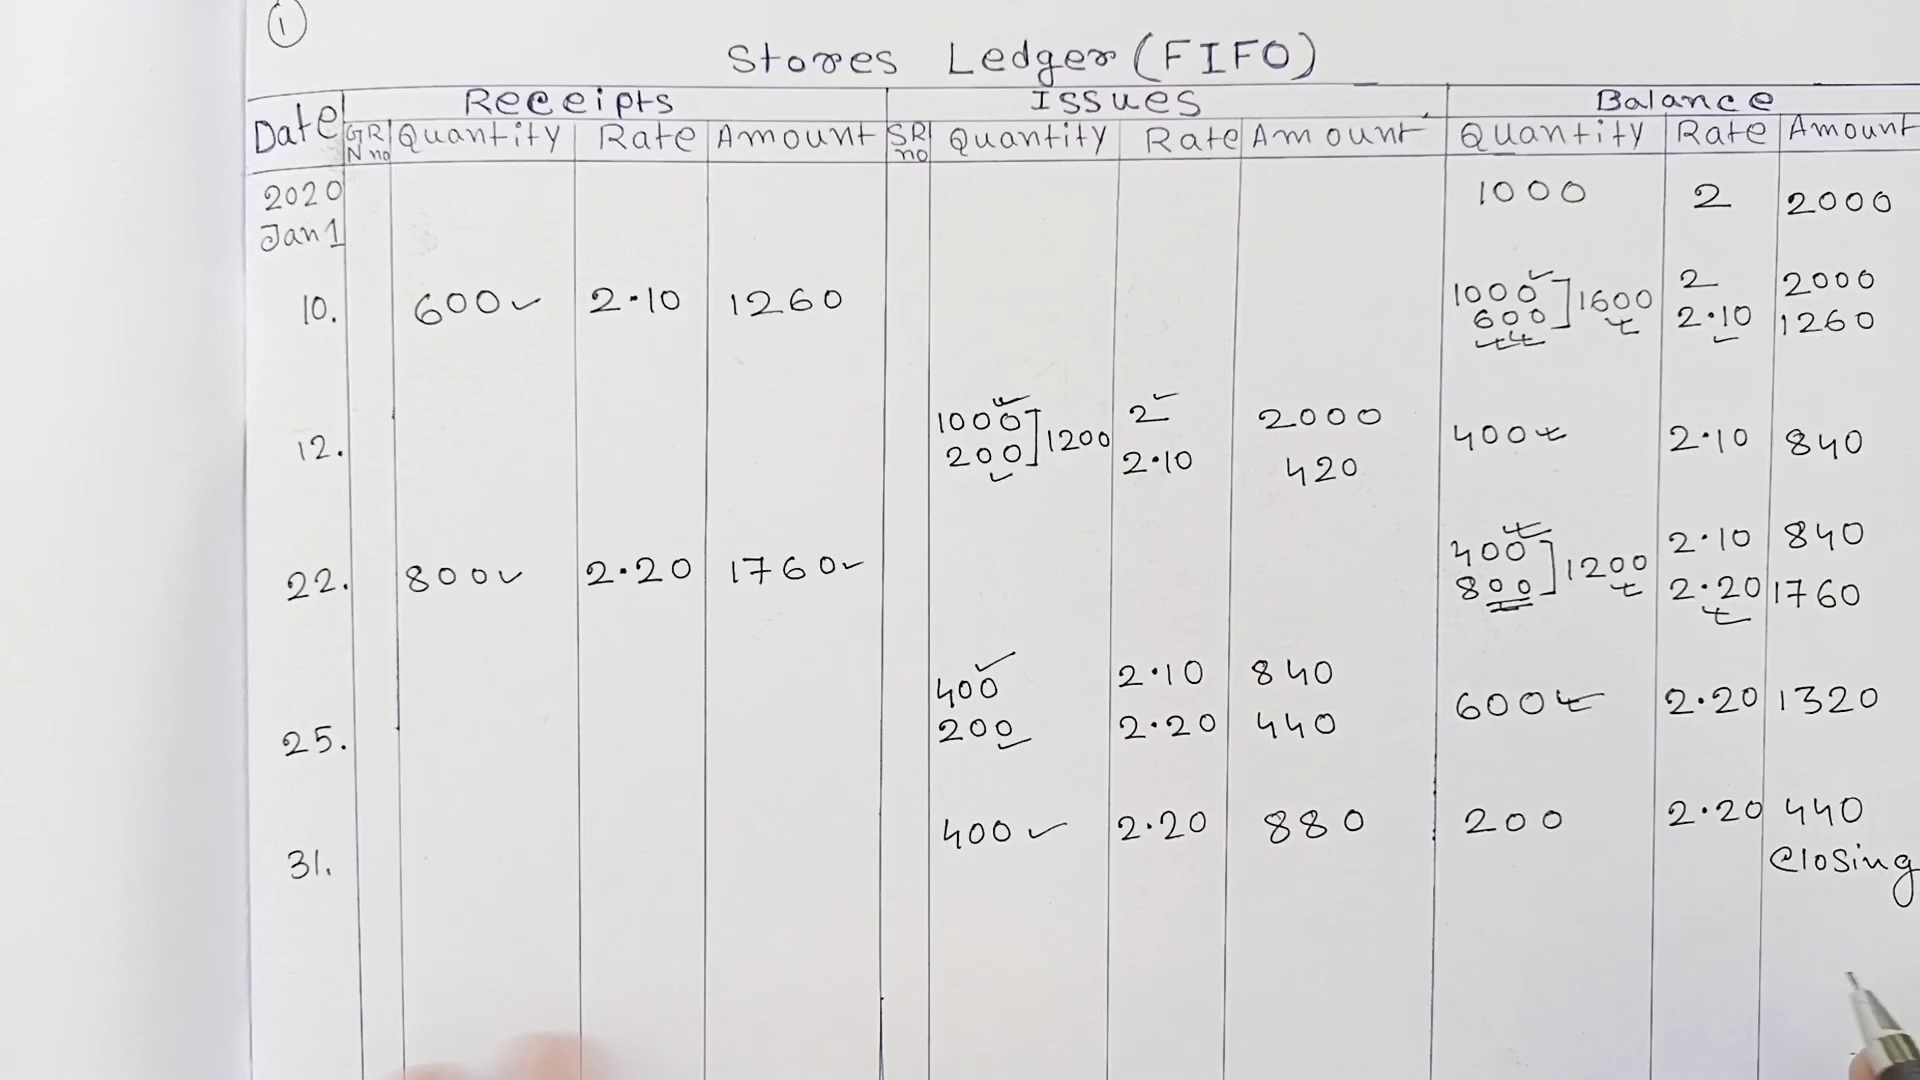 1
Stores Ledger (FIFO)
Date Receipts Issues Balance
GRN no Quantity Rate Amount SR no Quantity Rate Amount Quantity Rate Amount
2020 Jan 1 1000 2 2000
10. 600 2.10 1260 1000 600 1600 2 2.10 2000 1260
12. 1000 200 1200 2 2.10 2000 420 400 2.10 840
22. 800 2.20 1760 400 800 1200 2.10 2.20 840 1760
25. 400 200 2.10 2.20 840 440 600 2.20 1320
31. 400 2.20 880 200 2.20 440
Closing